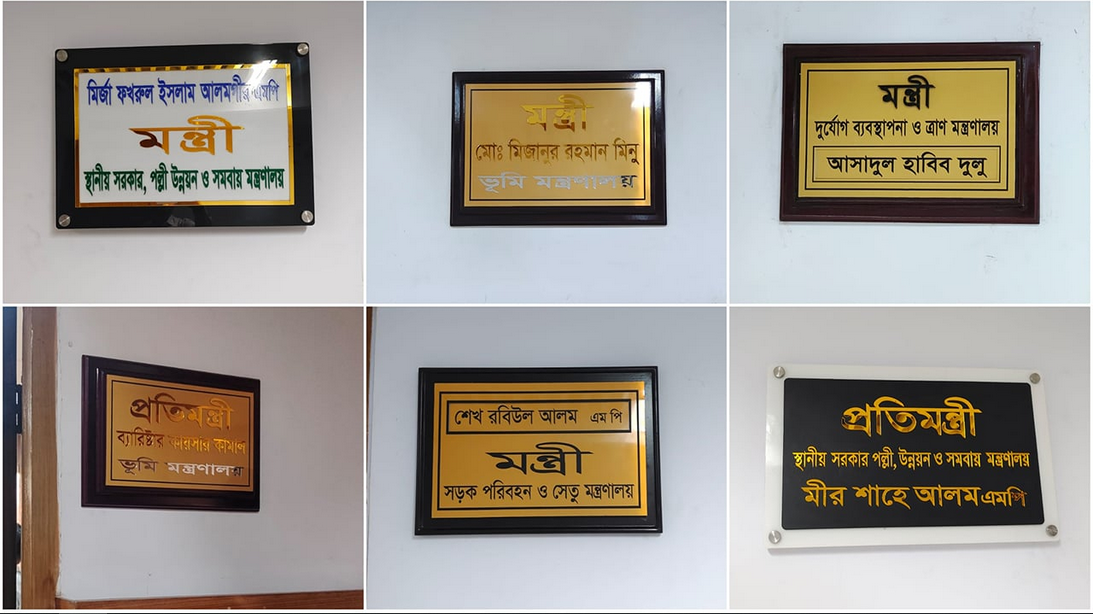 মির্জা ফখরুল ইসলাম আলমগীর এমপি
মন্ত্রী
স্থানীয় সরকার, পল্লী উন্নয়ন ও সমবায় মন্ত্রণালয়
মন্ত্রী
মোঃ মিজানুর রহমান মিনু
ভূমি মন্ত্রণালয়
মন্ত্রী
দুর্যোগ ব্যবস্থাপনা ও ত্রাণ মন্ত্রণালয়
আসাদুল হাবিব দুলু
প্রতিমন্ত্রী
ব্যারিষ্টার কায়সার কামাল
ভূমি মন্ত্রণালয়
শেখ রবিউল আলম এম পি
মন্ত্রী
সড়ক পরিবহন ও সেতু মন্ত্রণালয়
প্রতিমন্ত্রী
স্থানীয় সরকার পল্লী, উন্নয়ন ও সমবায় মন্ত্রণালয়
মীর শাহে আলম এমপি